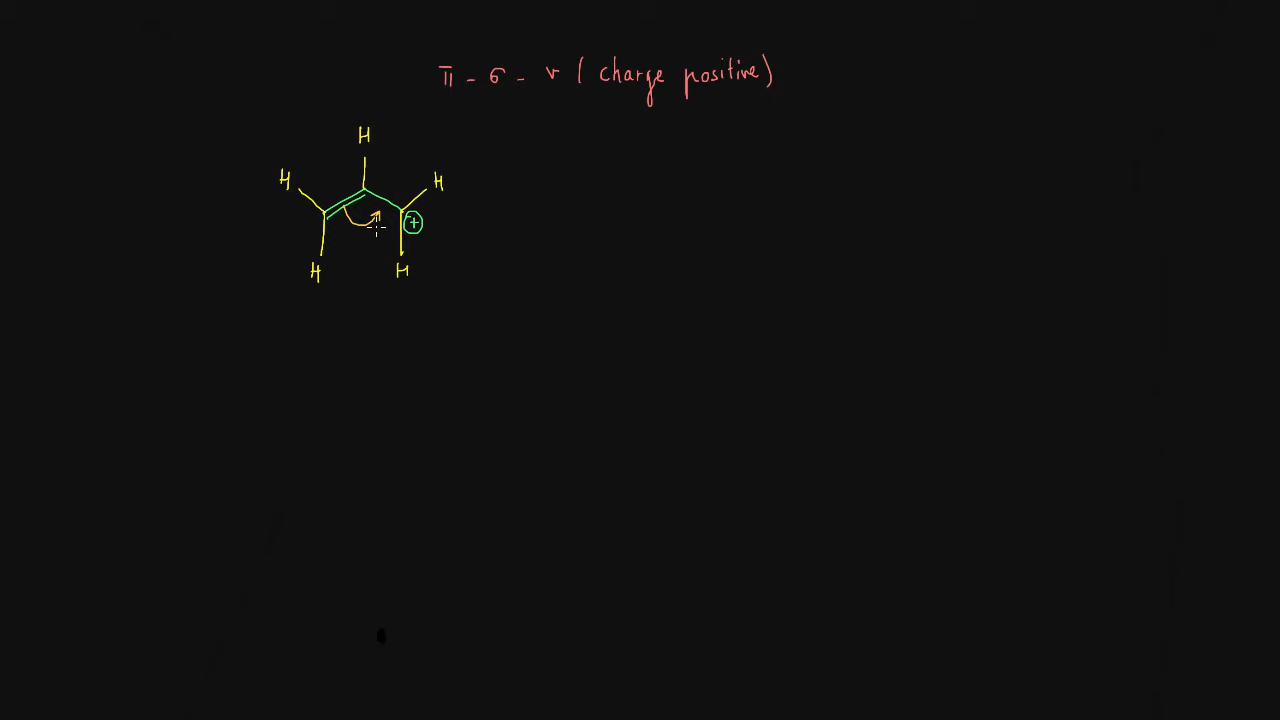 π - σ - v ( charge positive)
H
H H
+
H H